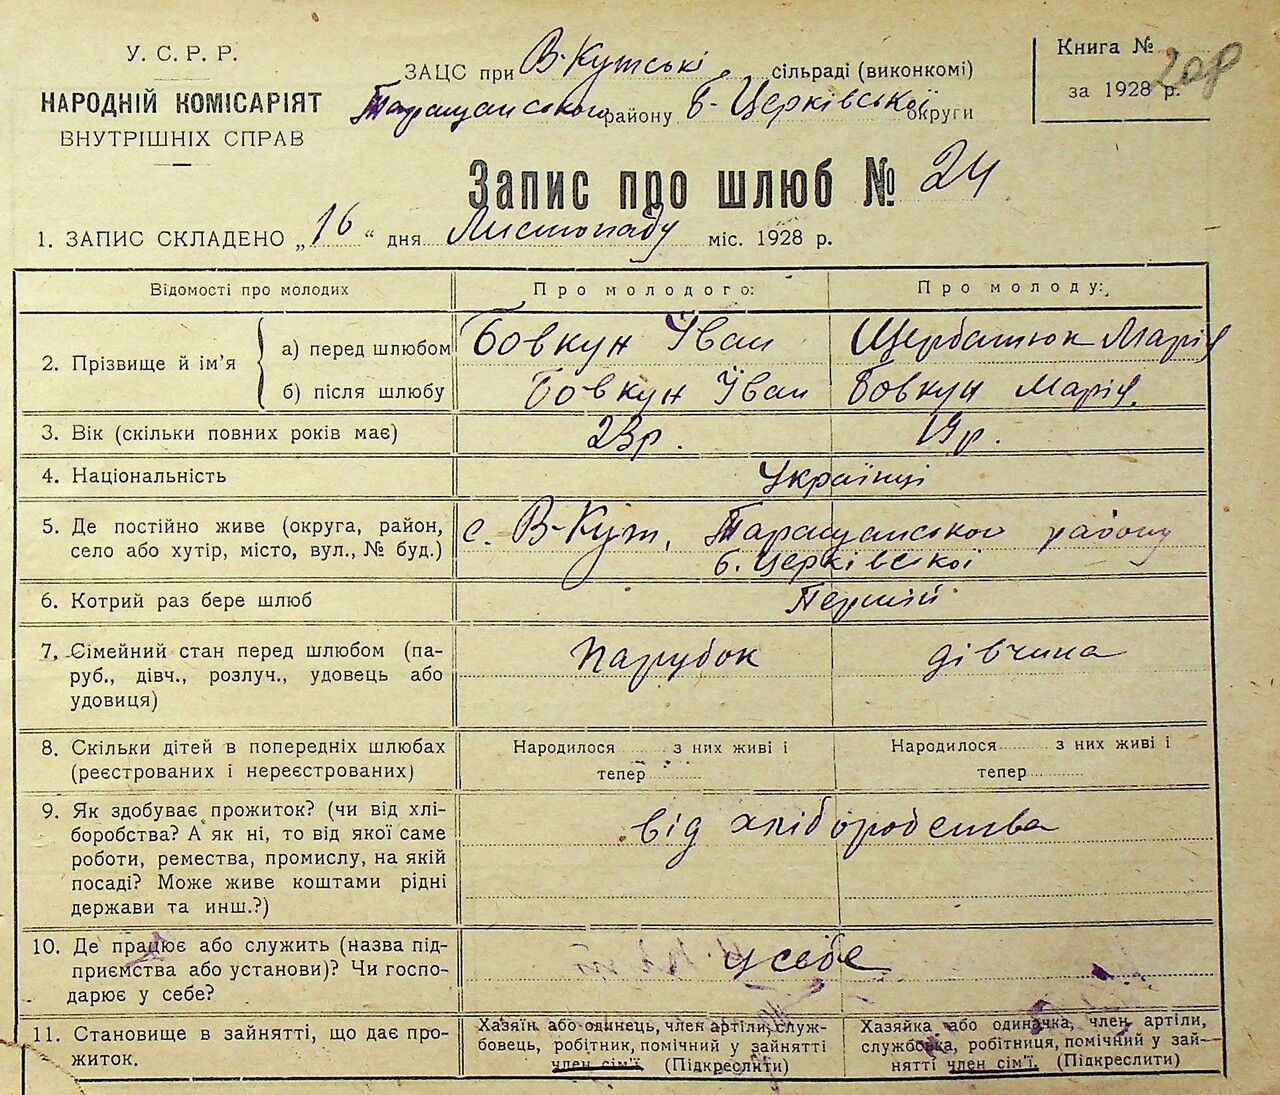 У. С. Р. Р.
НАРОДНІЙ КОМІСАРІЯТ
ВНУТРІШНІХ СПРАВ
ЗАЦС при В-Кутські сільраді (виконкомі)
Таращанського району Б-Церківської округи
Книга № 208
за 1928 р.
Запис про шлюб № 24
1. ЗАПИС СКЛАДЕНО „16“ дня Листопаду міс. 1928 р.
Відомості про молодих
Про молодого:
Про молоду:
2. Прізвище й ім’я
а) перед шлюбом
Бовкун Іван
Щербатюк Марія
б) після шлюбу
Бовкун Іван
Бовкун Марія.
3. Вік (скільки повних років має)
23р.
19р.
4. Національність
Українці
5. Де постійно живе (округа, район,
село або хутір, місто, вул., № буд.)
с. В-Кут, Таращанського району
б. Церківської
6. Котрий раз бере шлюб
Перший
7. Сімейний стан перед шлюбом (па-
руб., дівч., розлуч., удовець або
удовиця)
парубок
дівчина
8. Скільки дітей в попередніх шлюбах
(реєстрованих і нереєстрованих)
Народилося з них живі і
тепер
Народилося з них живі і
тепер
9. Як здобуває прожиток? (чи від хлі-
боробства? А як ні, то від якої саме
роботи, ремества, промислу, на якій
посаді? Може живе коштами рідні
держави та инш.?)
від хліборобства
10. Де працює або служить (назва під-
приємства або установи)? Чи госпо-
дарює у себе?
у себе
11. Становище в зайнятті, що дає про-
житок.
Хазяїн або одинець, член артіли, служ-
бовець, робітник, помічний у зайнятті
член сім’ї. (Підкреслити)
Хазяйка або одиначка, член артіли,
службовка, робітниця, помічний у зай-
нятті член сім’ї. (Підкреслити)